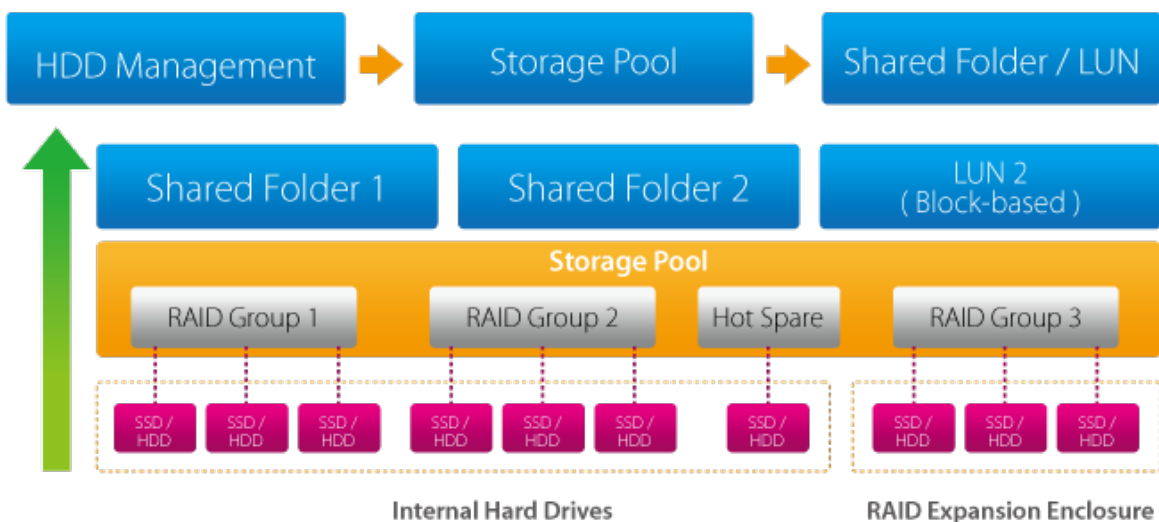 HDD Management
Storage Pool
Shared Folder / LUN
Shared Folder 1
Shared Folder 2
LUN 2
( Block-based )
Storage Pool
RAID Group 1
RAID Group 2
Hot Spare
RAID Group 3
SSD /
HDD
SSD /
HDD
SSD /
HDD
SSD /
HDD
SSD /
HDD
SSD /
HDD
SSD /
HDD
SSD /
HDD
SSD /
HDD
SSD /
HDD
Internal Hard Drives
RAID Expansion Enclosure